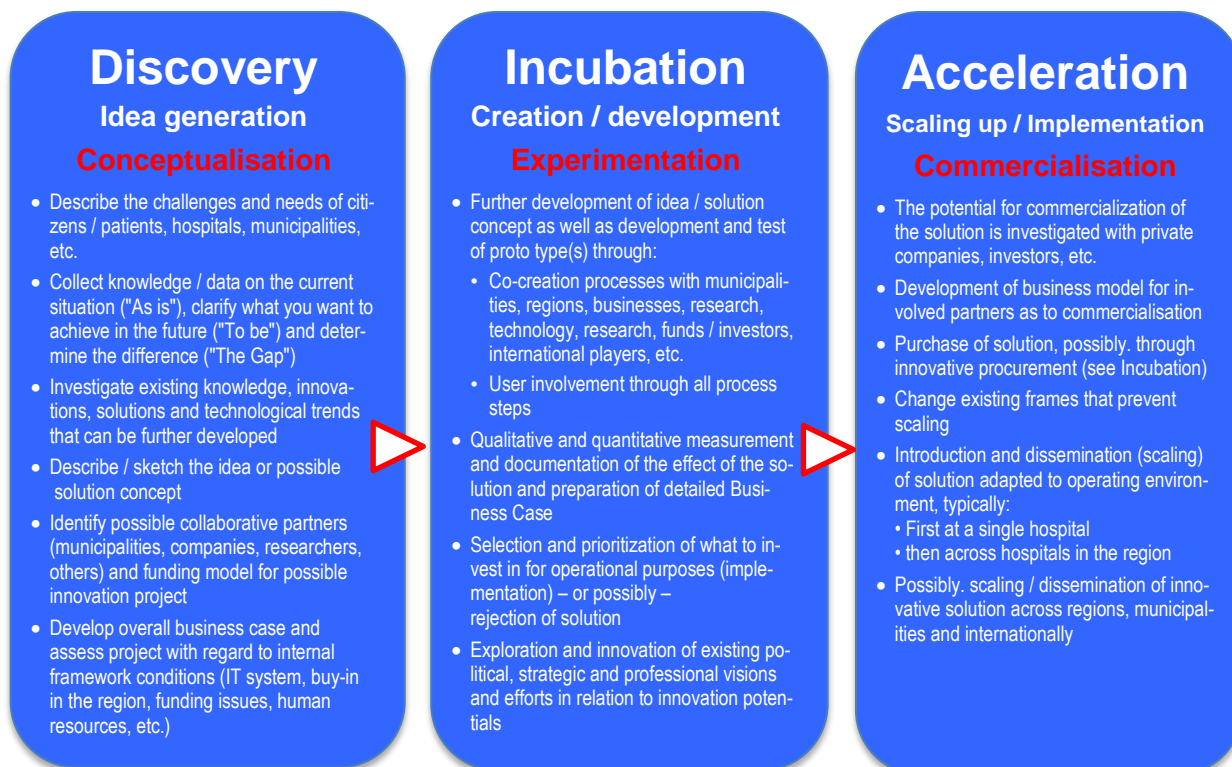 Discovery
Idea generation
Conceptualisation
• Describe the challenges and needs of citi-
zens / patients, hospitals, municipalities,
etc.
• Collect knowledge / data on the current
situation ("As is"), clarify what you want to
achieve in the future ("To be") and deter-
mine the difference ("The Gap")
• Investigate existing knowledge, innova-
tions, solutions and technological trends
that can be further developed
• Describe / sketch the idea or possible
solution concept
• Identify possible collaborative partners
(municipalities, companies, researchers,
others) and funding model for possible
innovation project
• Develop overall business case and
assess project with regard to internal
framework conditions (IT system, buy-in
in the region, funding issues, human
resources, etc.)
Incubation
Creation / development
Experimentation
• Further development of idea / solution
concept as well as development and test
of proto type(s) through:
• Co-creation processes with municipali-
ties, regions, businesses, research,
technology, research, funds / investors,
international players, etc.
• User involvement through all process
steps
• Qualitative and quantitative measurement
and documentation of the effect of the so-
lution and preparation of detailed Busi-
ness Case
• Selection and prioritization of what to in-
vest in for operational purposes (imple-
mentation) – or possibly –
rejection of solution
• Exploration and innovation of existing po-
litical, strategic and professional visions
and efforts in relation to innovation poten-
tials
Acceleration
Scaling up / Implementation
Commercialisation
• The potential for commercialization of
the solution is investigated with private
companies, investors, etc.
• Development of business model for in-
volved partners as to commercialisation
• Purchase of solution, possibly. through
innovative procurement (see Incubation)
• Change existing frames that prevent
scaling
• Introduction and dissemination (scaling)
of solution adapted to operating environ-
ment, typically:
• First at a single hospital
• then across hospitals in the region
• Possibly. scaling / dissemination of inno-
vative solution across regions, municipal-
ities and internationally